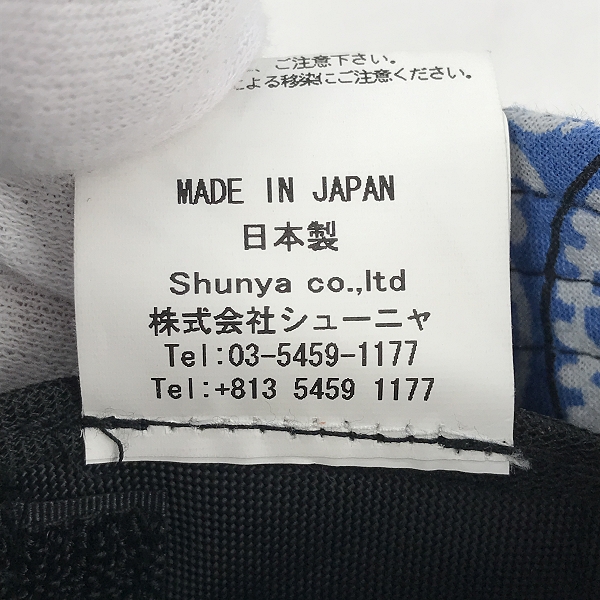 、ご注意下さい。
による移染にご注意ください。
MADE IN JAPAN
日本製
Shunya co.,ltd
株式会社シューニャ
Tel:03-5459-1177
Tel:+813 5459 1177